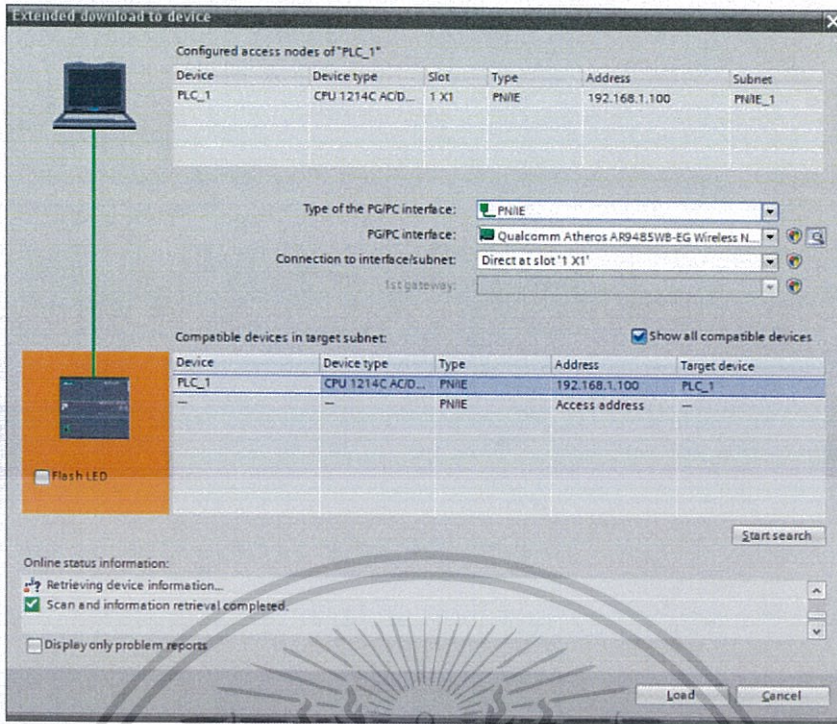 Extended download to device
Configured access nodes of "PLC_1"
Device Device type Slot Type Address Subnet
PLC_1 CPU 1214C AC/D... 1 X1 PN/IE 192.168.1.100 PN/IE_1
Type of the PG/PC interface: PN/IE
PG/PC interface: Qualcomm Atheros AR9485WB-EG Wireless N...
Connection to interface/subnet: Direct at slot '1 X1'
1st gateway:
Compatible devices in target subnet: Show all compatible devices
Device Device type Type Address Target device
PLC_1 CPU 1214C AC/D... PN/IE 192.168.1.100 PLC_1
— — PN/IE Access address —
Flash LED
Start search
Online status information:
Retrieving device information...
Scan and information retrieval completed.
Display only problem reports
Load Cancel